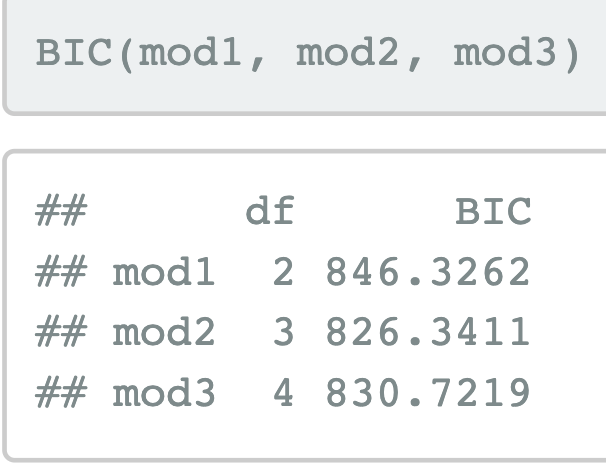 BIC(mod1, mod2, mod3)
##      df      BIC
## mod1  2 846.3262
## mod2  3 826.3411
## mod3  4 830.7219